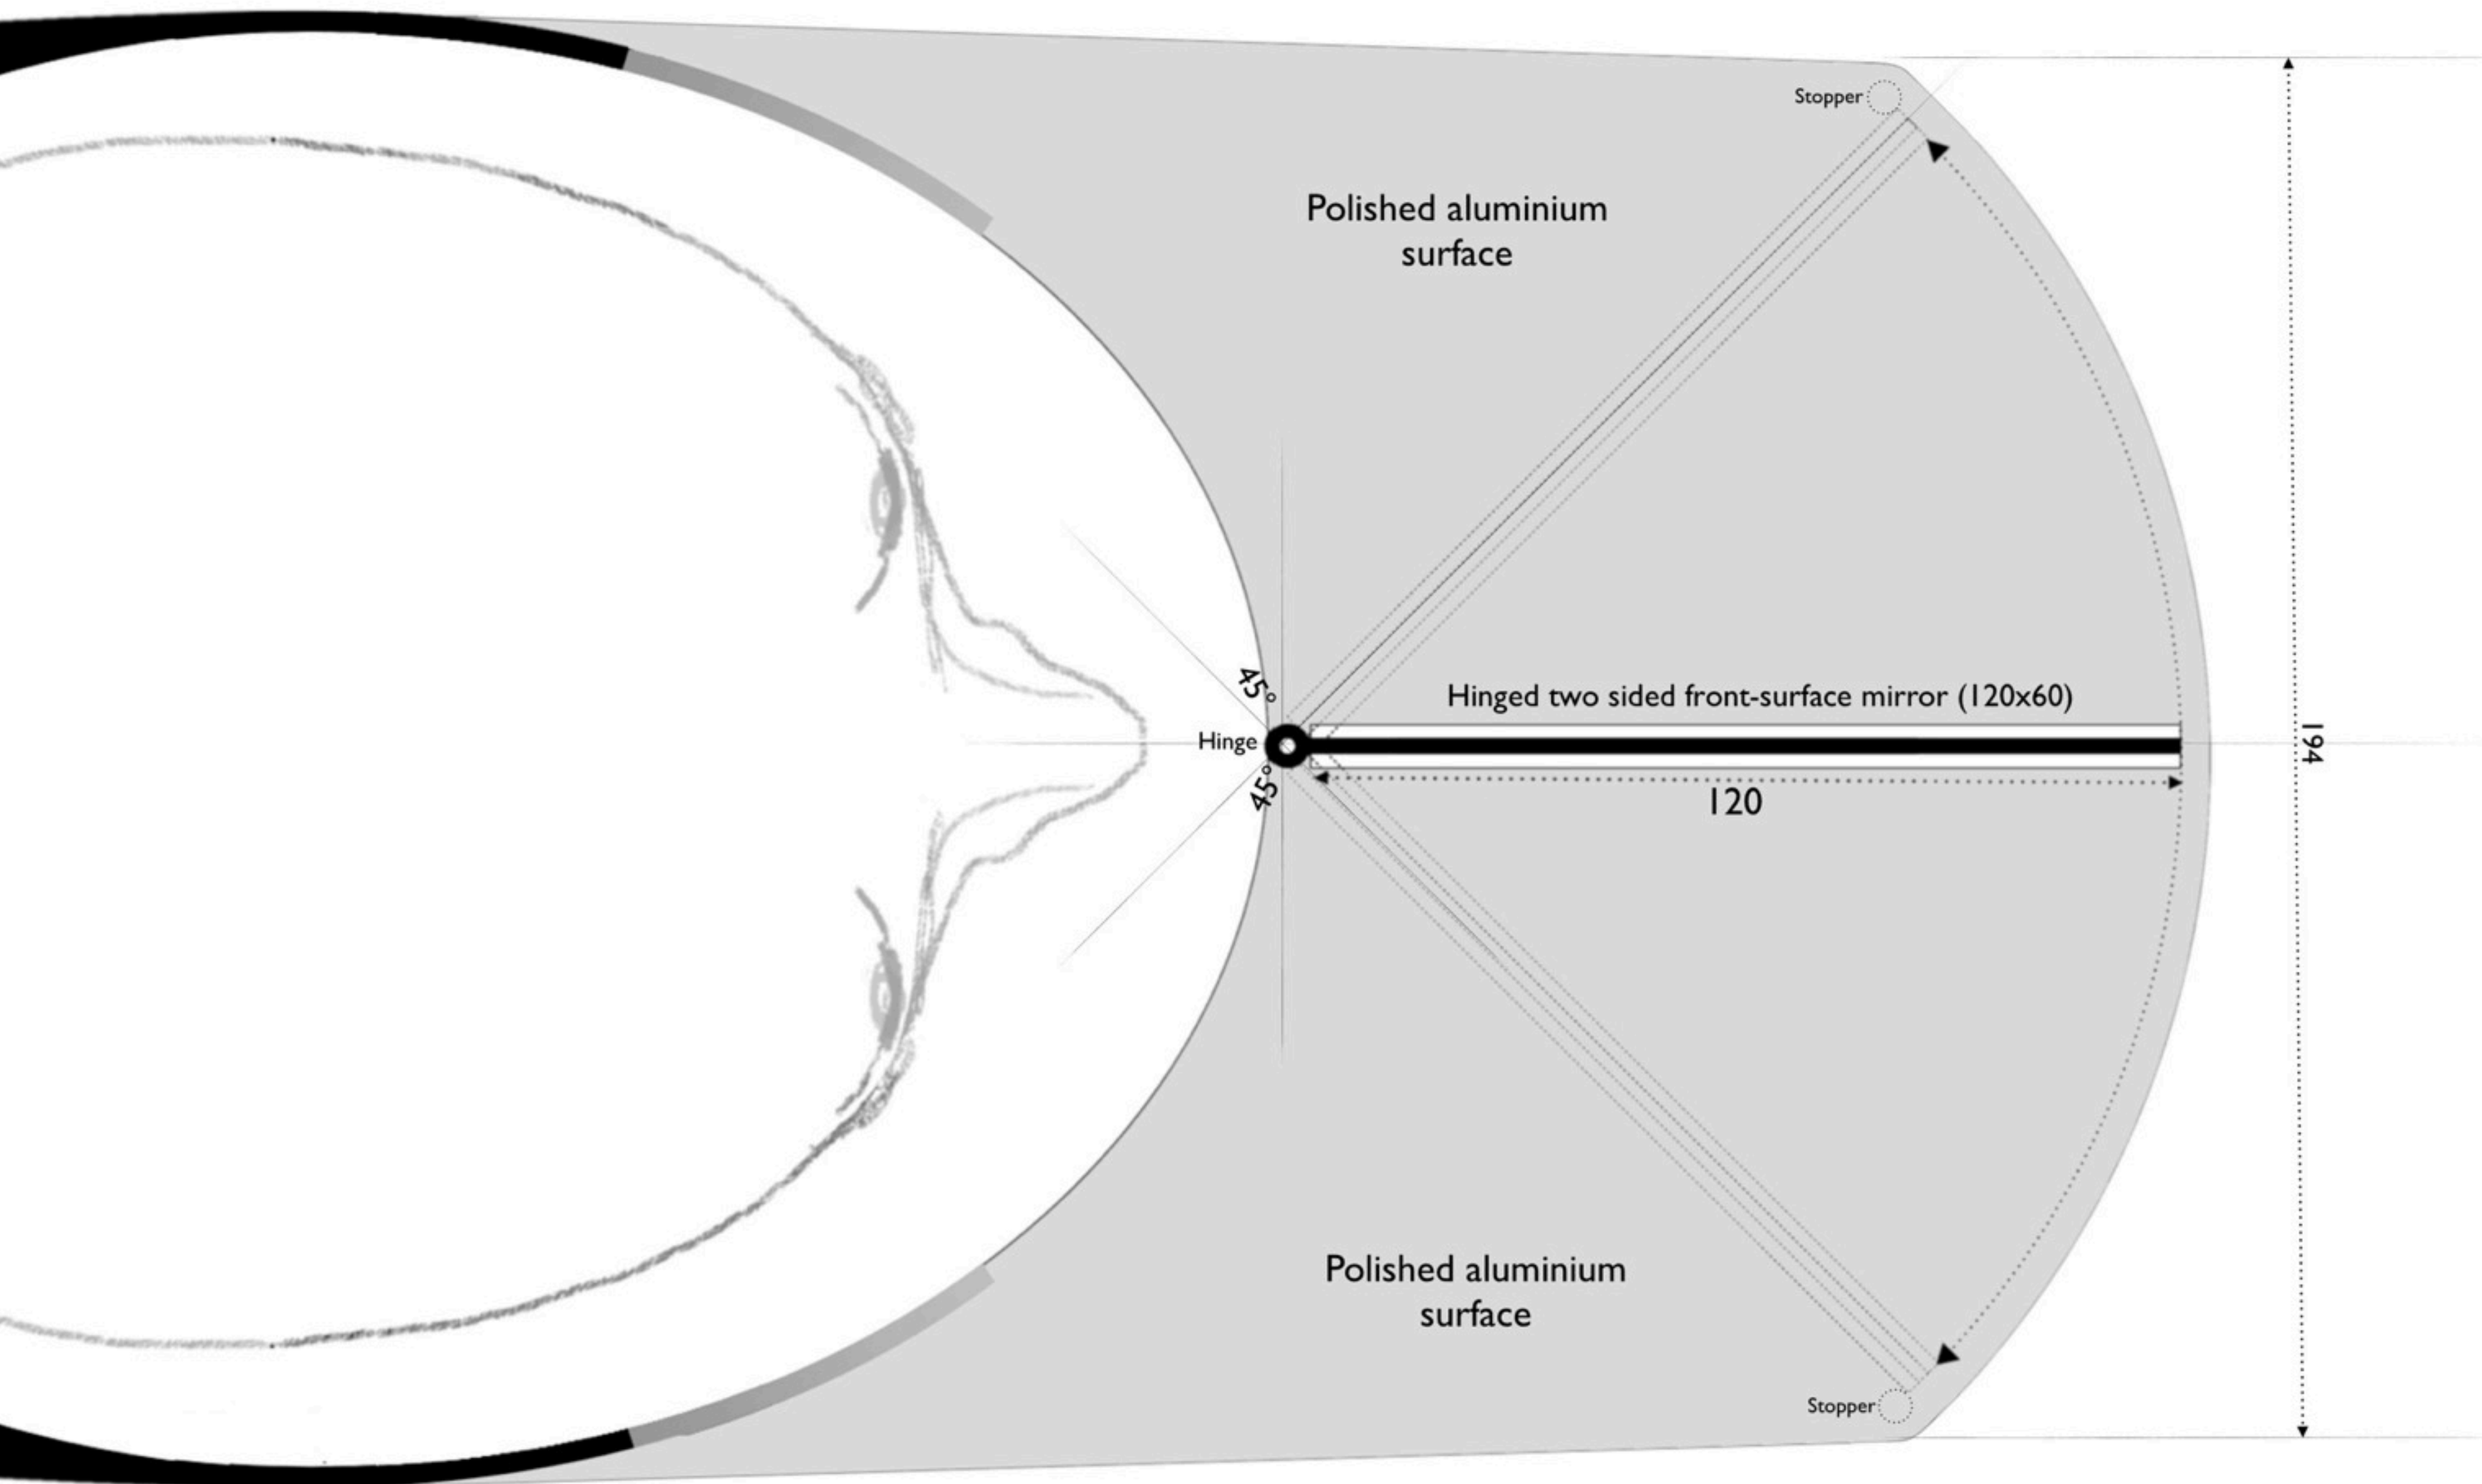 Stopper
Polished aluminium
surface
45°
Hinged two sided front-surface mirror (120x60)
Hinge
194
45°
120
Polished aluminium
surface
Stopper